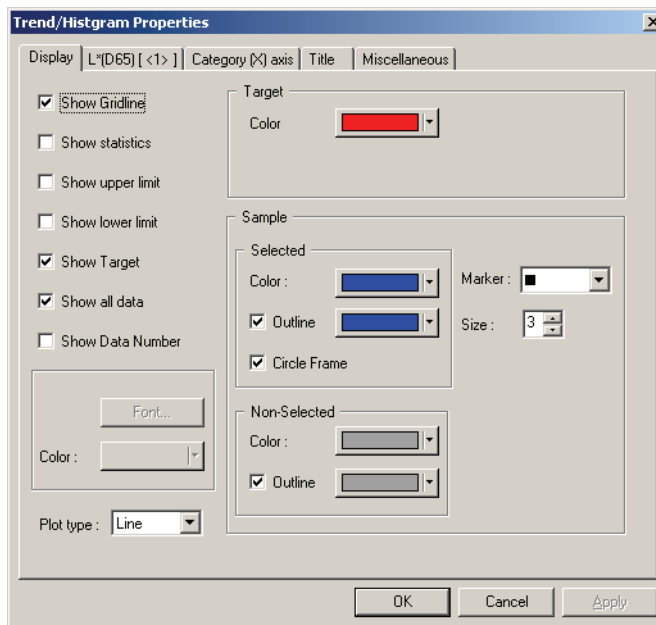 Trend/Histgram Properties
Display
L*(D65) [ <1> ]
Category (X) axis
Title
Miscellaneous
Show Gridline
Show statistics
Show upper limit
Show lower limit
Show Target
Show all data
Show Data Number
Font...
Color :
Plot type :
Line
Target
Color
Sample
Selected
Color :
Outline
Circle Frame
Marker :
Size :
3
Non-Selected
Color :
Outline
OK
Cancel
Apply